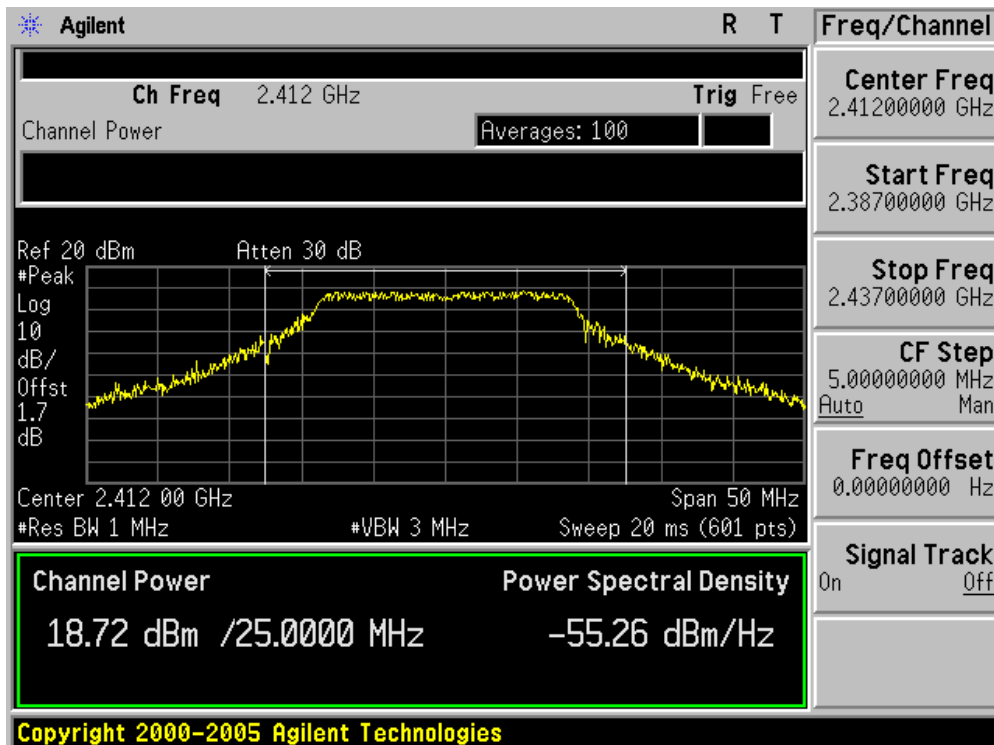 Agilent R T Freq/Channel
Ch Freq 2.412 GHz Trig Free
Channel Power Averages: 100
Center Freq
2.41200000 GHz
Start Freq
2.38700000 GHz
Stop Freq
2.43700000 GHz
CF Step
5.00000000 MHz
Auto Man
Freq Offset
0.00000000 Hz
Signal Track
On Off
Ref 20 dBm Atten 30 dB
#Peak
Log
10
dB/
Offst
1.7
dB
Center 2.412 00 GHz Span 50 MHz
#Res BW 1 MHz #VBW 3 MHz Sweep 20 ms (601 pts)
Channel Power Power Spectral Density
18.72 dBm /25.0000 MHz -55.26 dBm/Hz
Copyright 2000-2005 Agilent Technologies